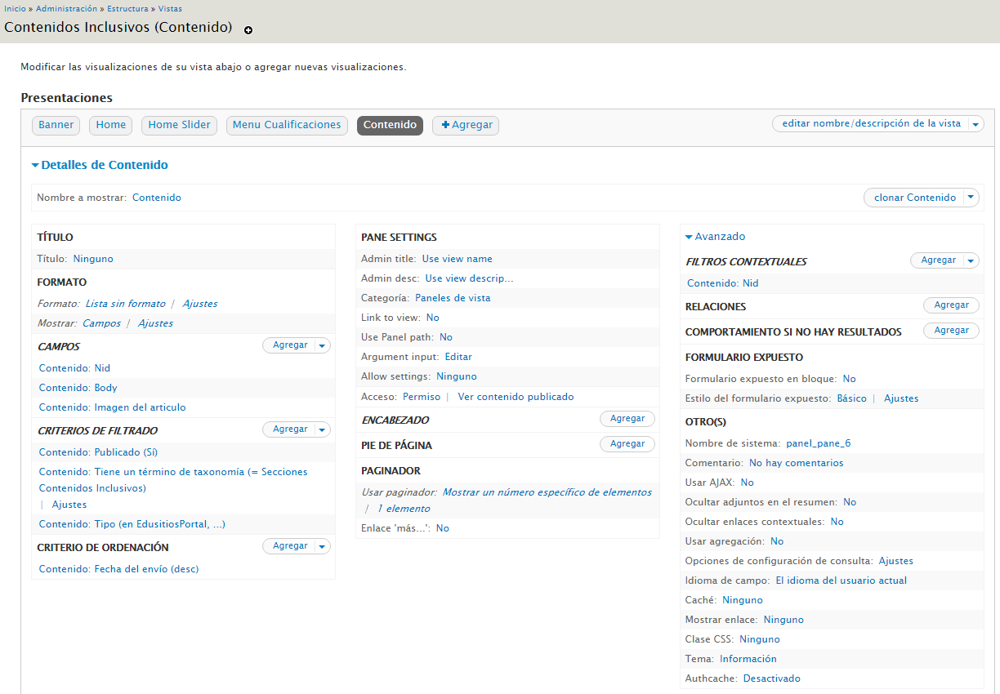 Inicio » Administración » Estructura » Vistas
Contenidos Inclusivos (Contenido)
Modificar las visualizaciones de su vista abajo o agregar nuevas visualizaciones.
Presentaciones
Banner
Home
Home Slider
Menu Cualificaciones
Contenido
Agregar
editar nombre/descripción de la vista
Detalles de Contenido
Nombre a mostrar: Contenido
clonar Contenido
TÍTULO
Título: Ninguno
FORMATO
Formato: Lista sin formato | Ajustes
Mostrar: Campos | Ajustes
CAMPOS
Agregar
Contenido: Nid
Contenido: Body
Contenido: Imagen del articulo
CRITERIOS DE FILTRADO
Agregar
Contenido: Publicado (Sí)
Contenido: Tiene un término de taxonomía (= Secciones
Contenidos Inclusivos)
| Ajustes
Contenido: Tipo (en EdusitiosPortal, ...)
CRITERIO DE ORDENACIÓN
Agregar
Contenido: Fecha del envío (desc)
PANE SETTINGS
Admin title: Use view name
Admin desc: Use view descrip...
Categoría: Paneles de vista
Link to view: No
Use Panel path: No
Argument input: Editar
Allow settings: Ninguno
Acceso: Permiso | Ver contenido publicado
ENCABEZADO
Agregar
PIE DE PÁGINA
Agregar
PAGINADOR
Usar paginador: Mostrar un número específico de elementos
| 1 elemento
Enlace 'más...': No
Avanzado
FILTROS CONTEXTUALES
Agregar
Contenido: Nid
RELACIONES
Agregar
COMPORTAMIENTO SI NO HAY RESULTADOS
Agregar
FORMULARIO EXPUESTO
Formulario expuesto en bloque: No
Estilo del formulario expuesto: Básico | Ajustes
OTRO(S)
Nombre de sistema: panel_pane_6
Comentario: No hay comentarios
Usar AJAX: No
Ocultar adjuntos en el resumen: No
Ocultar enlaces contextuales: No
Usar agregación: No
Opciones de configuración de consulta: Ajustes
Idioma de campo: El idioma del usuario actual
Caché: Ninguno
Mostrar enlace: Ninguno
Clase CSS: Ninguno
Tema: Información
Authcache: Desactivado